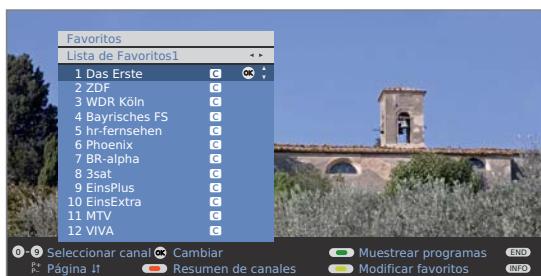 Favoritos
Lista de Favoritos1
1 Das Erste C OK
2 ZDF C
3 WDR Köln C
4 Bayrisches FS C
5 hr-fernsehen C
6 Phoenix C
7 BR-alpha C
8 3sat C
9 EinsPlus C
10 EinsExtra C
11 MTV C
12 VIVA C
0-9 Seleccionar canal OK Cambiar Muestrear programas END
P+ P- Página Resumen de canales Modificar favoritos INFO